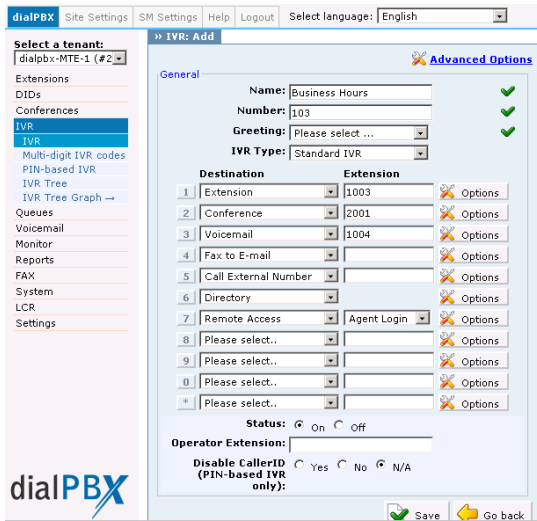 dialPBX Site Settings SM Settings Help Logout Select language: English
Select a tenant:
dialpbx-MTE-1 (#2
Extensions
DIDs
Conferences
IVR
IVR
Multi-digit IVR codes
PIN-based IVR
IVR Tree
IVR Tree Graph →
Queues
Voicemail
Monitor
Reports
FAX
System
LCR
Settings
dialPBX
» IVR: Add
Advanced Options
General
Name: Business Hours
Number: 103
Greeting: Please select ...
IVR Type: Standard IVR
Destination Extension
1 Extension 1003 Options
2 Conference 2001 Options
3 Voicemail 1004 Options
4 Fax to E-mail Options
5 Call External Number Options
6 Directory Options
7 Remote Access Agent Login Options
8 Please select.. Options
9 Please select.. Options
0 Please select.. Options
* Please select.. Options
Status: On Off
Operator Extension:
Disable CallerID Yes No N/A
(PIN-based IVR
only):
Save Go back